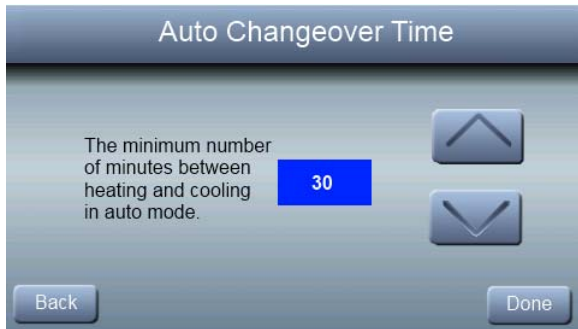 Auto Changeover Time
The minimum number
of minutes between
heating and cooling
in auto mode.
30
Back
Done